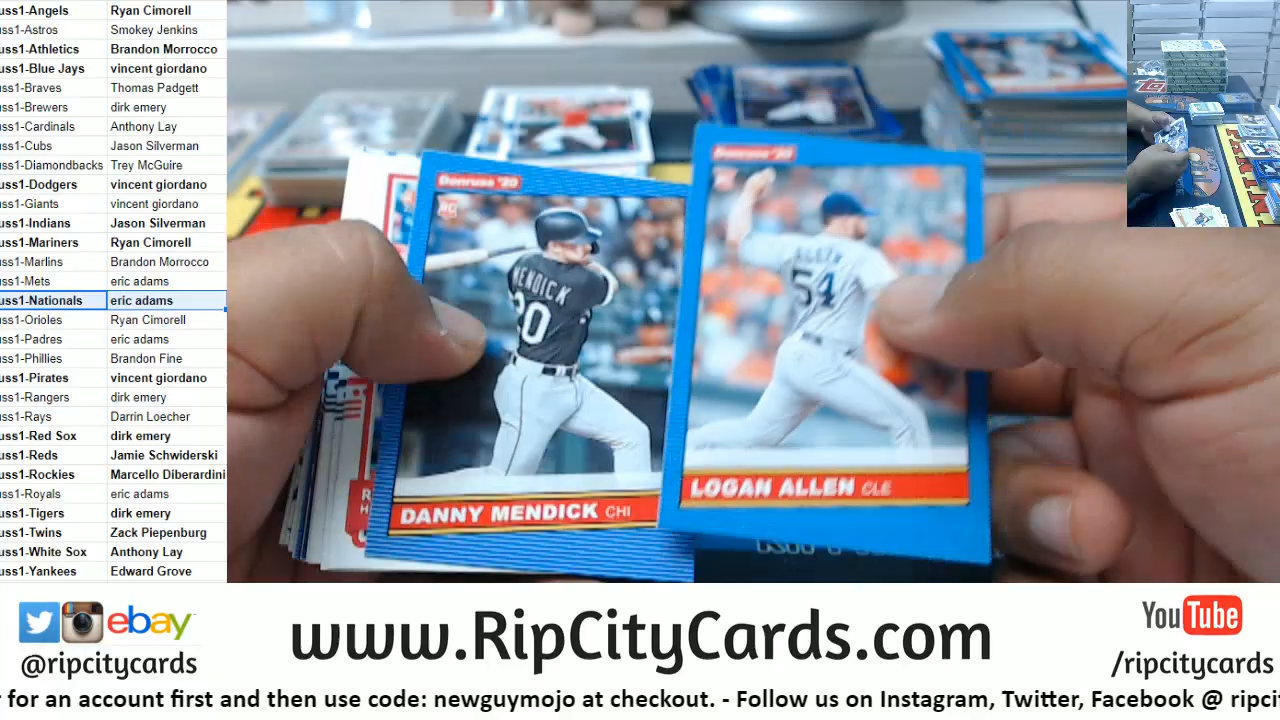 uss1-Angels Ryan Cimorell
uss1-Astros Smokey Jenkins
uss1-Athletics Brandon Morrocco
uss1-Blue Jays vincent giordano
uss1-Braves Thomas Padgett
uss1-Brewers dirk emery
uss1-Cardinals Anthony Lay
uss1-Cubs Jason Silverman
uss1-Diamondbacks Trey McGuire
uss1-Dodgers vincent giordano
uss1-Giants vincent giordano
uss1-Indians Jason Silverman
uss1-Mariners Ryan Cimorell
uss1-Marlins Brandon Morrocco
uss1-Mets eric adams
uss1-Nationals eric adams
uss1-Orioles Ryan Cimorell
uss1-Padres eric adams
uss1-Phillies Brandon Fine
uss1-Pirates vincent giordano
uss1-Rangers dirk emery
uss1-Rays Darrin Loecher
uss1-Red Sox dirk emery
uss1-Reds Jamie Schwiderski
uss1-Rockies Marcello Diberardini
uss1-Royals eric adams
uss1-Tigers dirk emery
uss1-Twins Zack Piepenburg
uss1-White Sox Anthony Lay
uss1-Yankees Edward Grove
Donruss '20
RC
MENDICK
20
DANNY MENDICK CHI
Donruss '20
ALLEN
54
LOGAN ALLEN CLE
ebay
@ripcitycards
www.RipCityCards.com
YouTube
/ripcitycards
for an account first and then use code: newguymojo at checkout. - Follow us on Instagram, Twitter, Facebook @ ripci